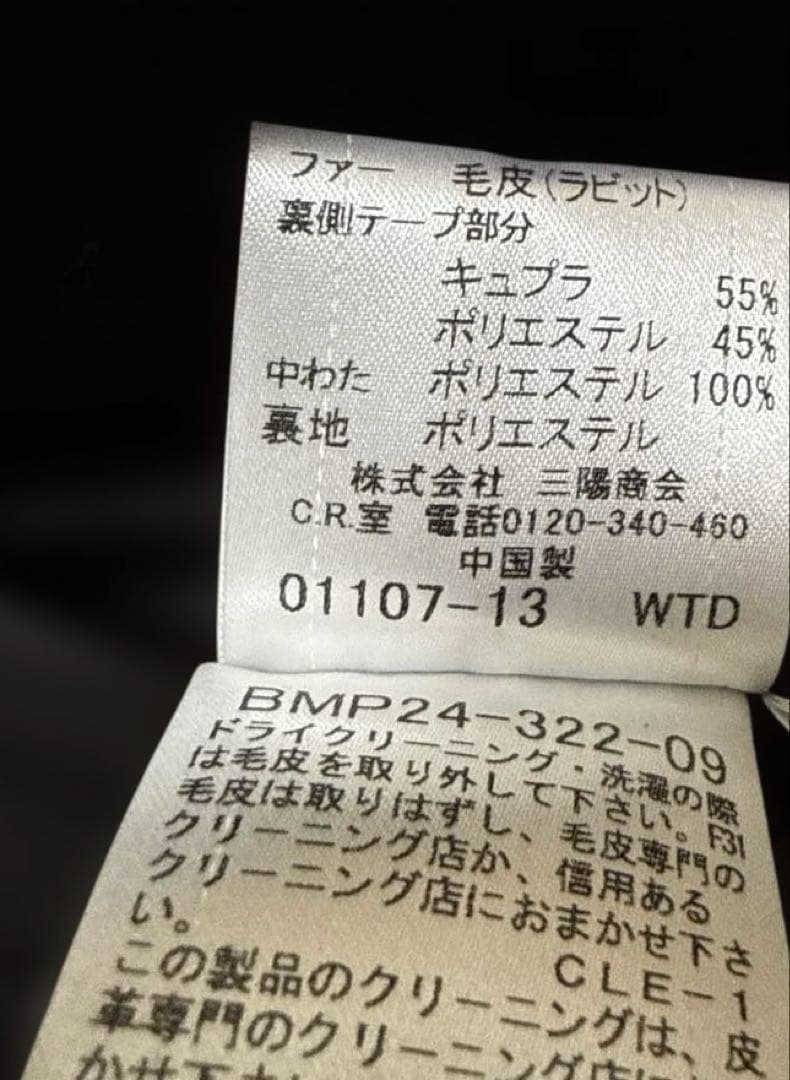 ファー 毛皮(ラビット)
裏側テープ部分
キュプラ 55%
ポリエステル 45%
中わた ポリエステル 100%
裏地 ポリエステル
株式会社 三陽商会
C.R.室 電話0120-340-460
中国製
01107-13 WTD
BMP24-322-09
ドライクリーニング・洗濯の際
は毛皮を取り外して下さい。F31
毛皮は取りはずし、毛皮専門の
クリーニング店か、信用ある
クリーニング店におまかせ下さ
い。
CLE-1
この製品のクリーニングは、皮
革専門のクリーニング店に
かせ下さい